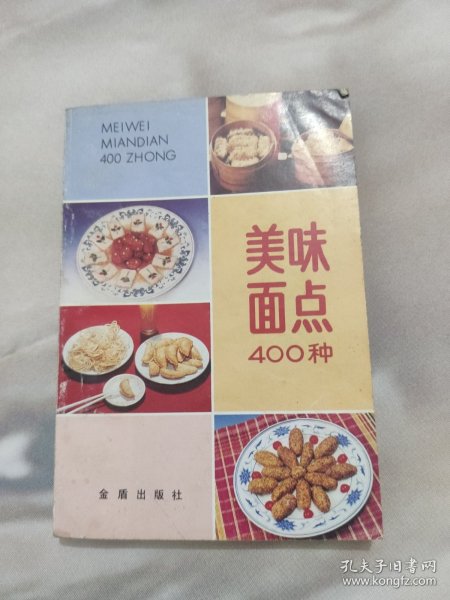 MEIWEI
MIANDIAN
400 ZHONG
美味
面点
400种
金盾出版社
孔夫子旧书网
www.kongfz.com